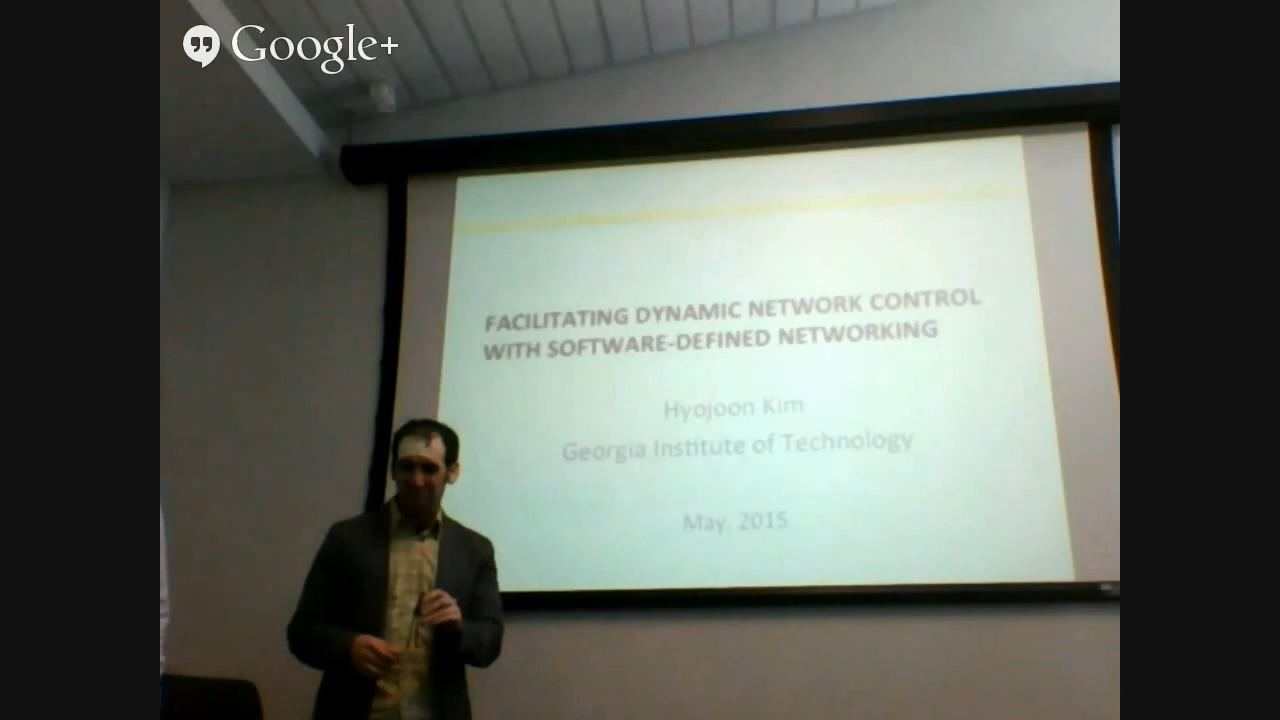 Google+
FACILITATING DYNAMIC NETWORK CONTROL
WITH SOFTWARE-DEFINED NETWORKING
Hyojoon Kim
Georgia Institute of Technology
May, 2015